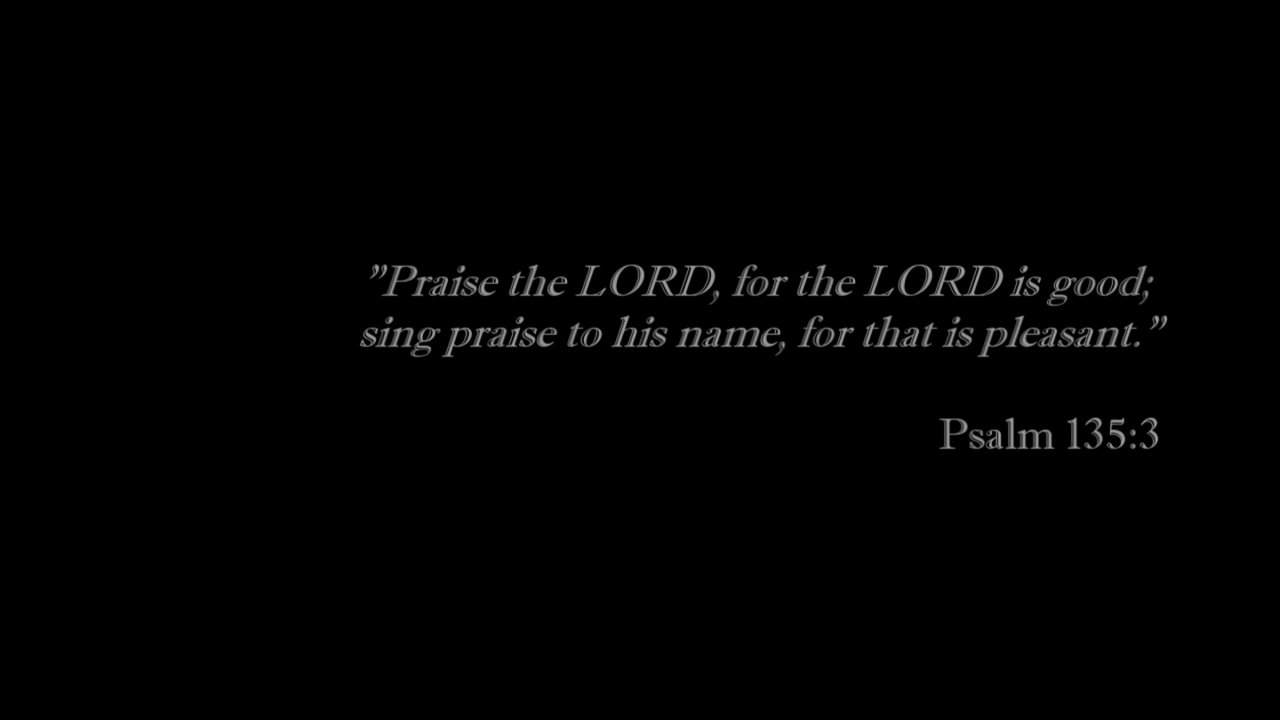 ”Praise the LORD, for the LORD is good;
sing praise to his name, for that is pleasant.”
Psalm 135:3